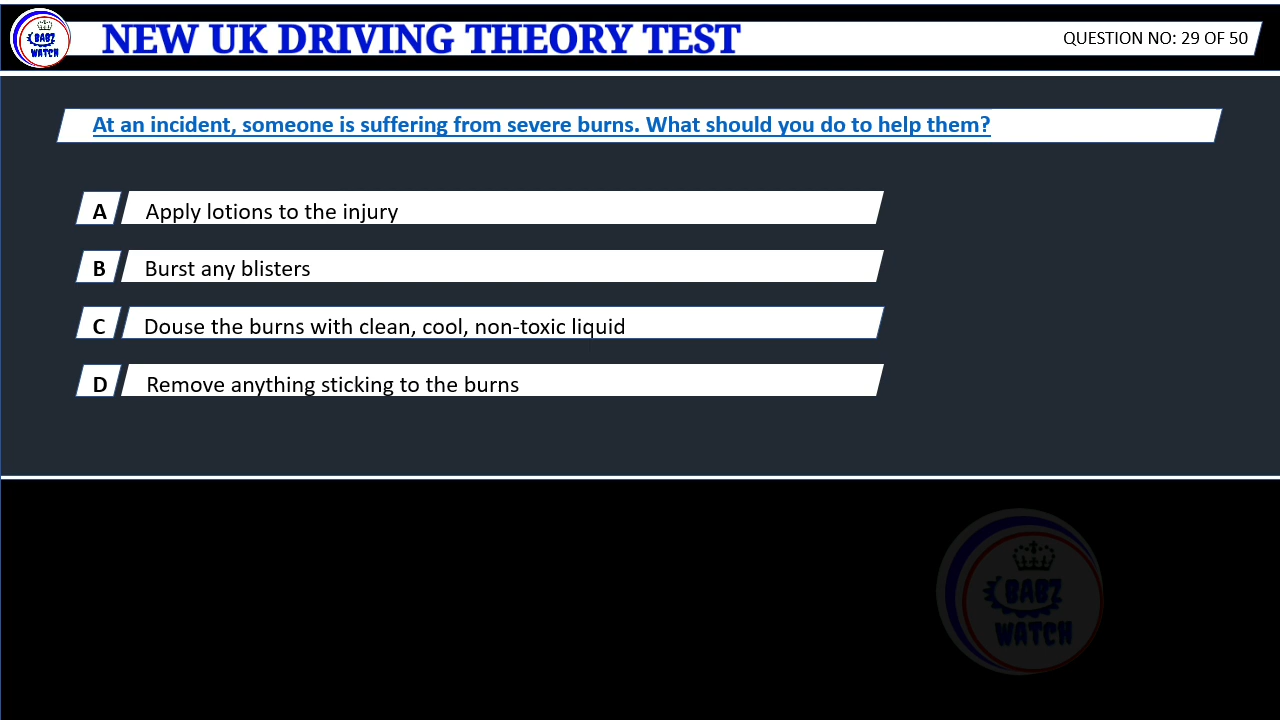 BABZ
WATCH
NEW UK DRIVING THEORY TEST
QUESTION NO: 29 OF 50
At an incident, someone is suffering from severe burns. What should you do to help them?
A Apply lotions to the injury
B Burst any blisters
C Douse the burns with clean, cool, non-toxic liquid
D Remove anything sticking to the burns
BABZ
WATCH